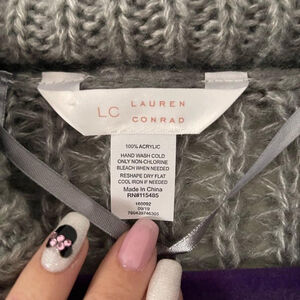 LC LAUREN
CONRAD
100% ACRYLIC
HAND WASH COLD
ONLY NON-CHLORINE
BLEACH WHEN NEEDED
RESHAPE DRY FLAT
COOL IRON IF NEEDED
Made In China
RN#115485